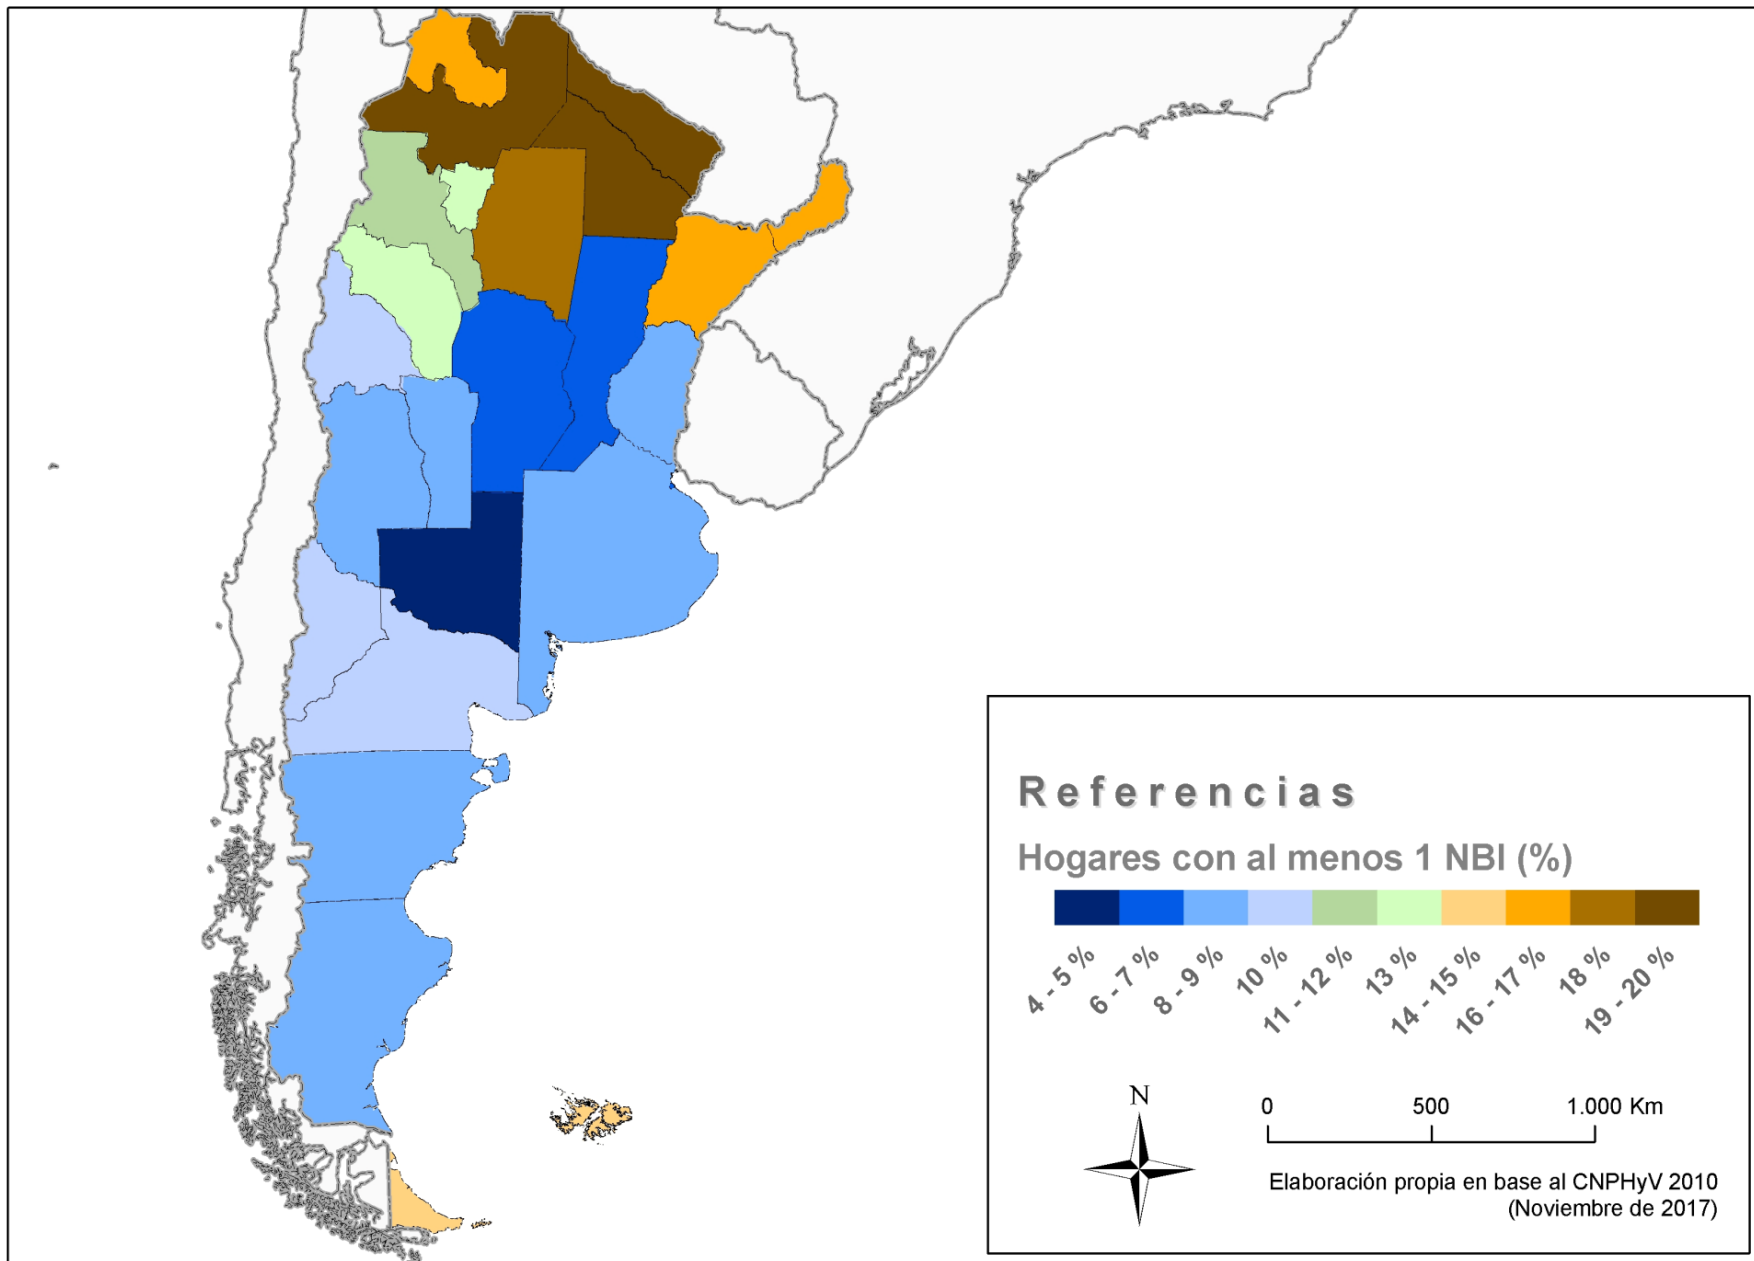 Referencias
Hogares con al menos 1 NBI (%)
4 - 5 %
6 - 7 %
8 - 9 %
10 %
11 - 12 %
13 %
14 - 15 %
16 - 17 %
18 %
19 - 20 %
N
0 500 1.000 Km
Elaboración propia en base al CNPHyV 2010
(Noviembre de 2017)